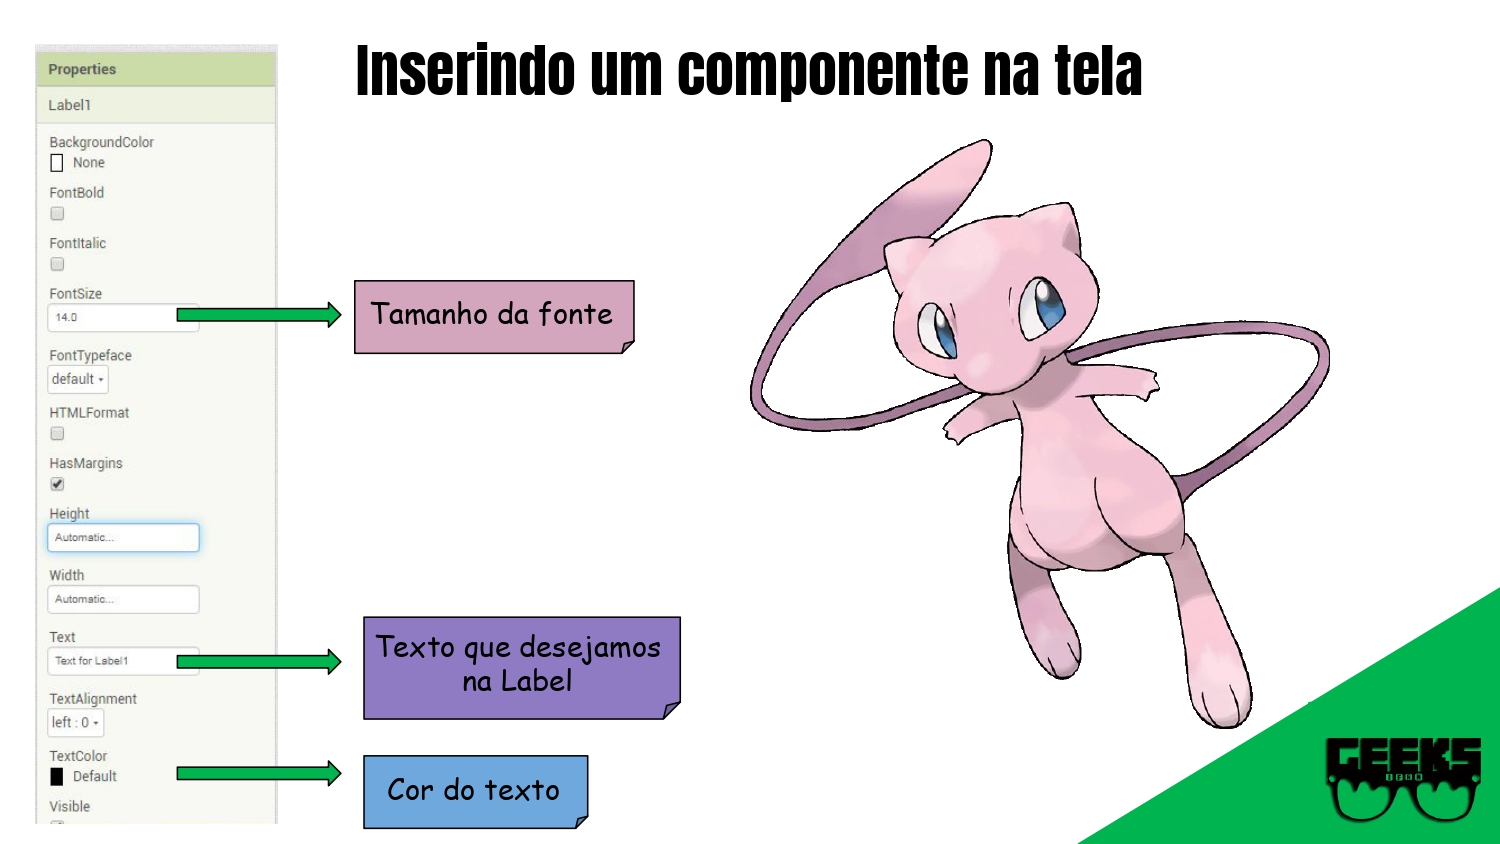 Inserindo um componente na tela
Properties
Label1
BackgroundColor
None
FontBold
FontItalic
FontSize
14.0
Tamanho da fonte
FontTypeface
default
HTMLFormat
HasMargins
Height
Automatic...
Width
Automatic...
Text
Text for Label1
Texto que desejamos
na Label
TextAlignment
left : 0
TextColor
Default
Cor do texto
Visible
GEEKS